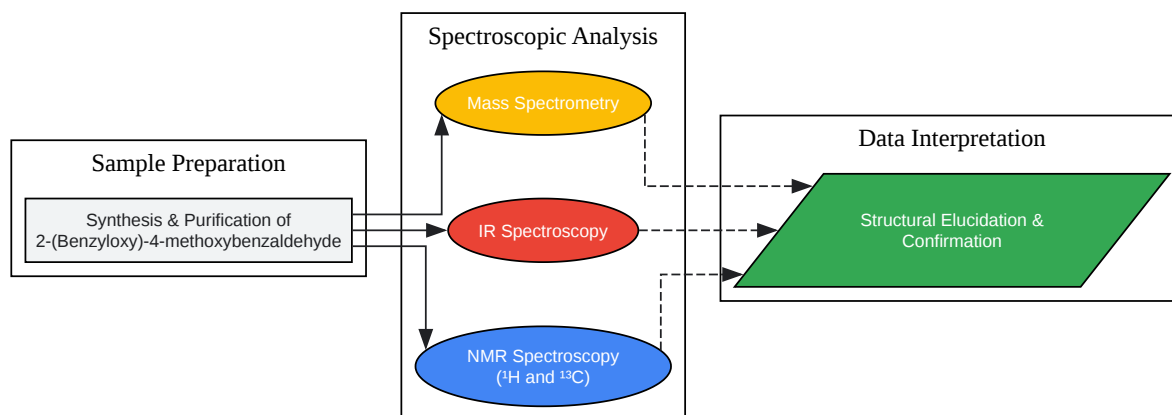 Sample Preparation
Synthesis & Purification of
2-(Benzyloxy)-4-methoxybenzaldehyde
Spectroscopic Analysis
Mass Spectrometry
IR Spectroscopy
NMR Spectroscopy
(¹H and ¹³C)
Data Interpretation
Structural Elucidation &
Confirmation